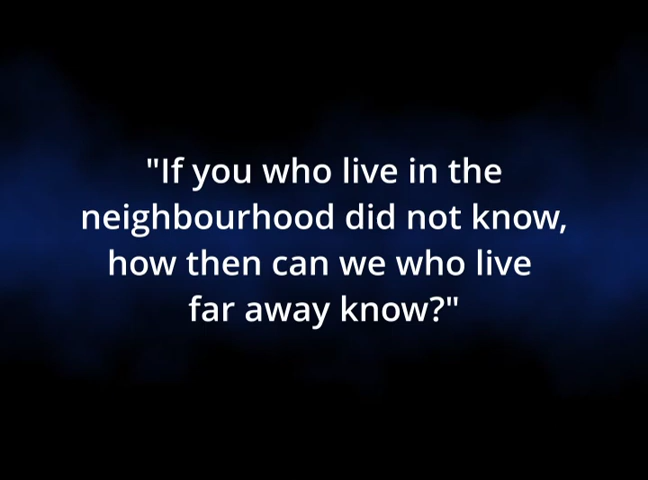 "If you who live in the
neighbourhood did not know,
how then can we who live
far away know?"